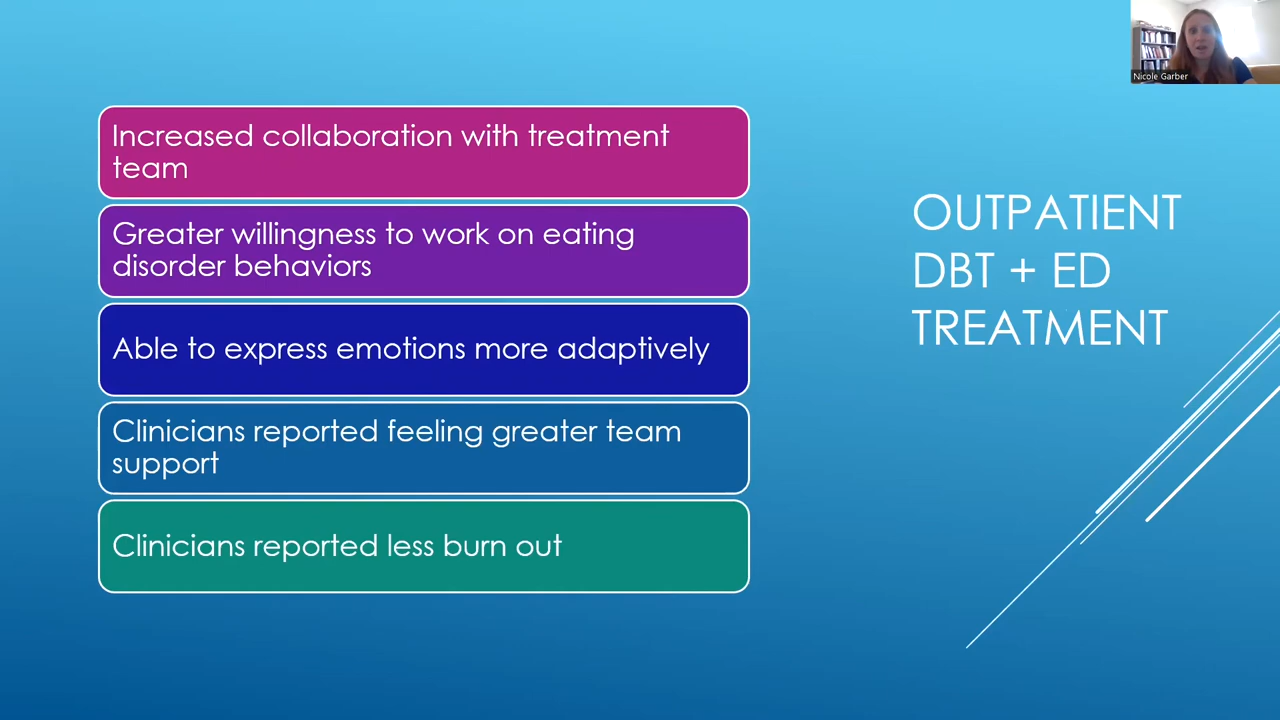 Increased collaboration with treatment
team
Greater willingness to work on eating
disorder behaviors
Able to express emotions more adaptively
Clinicians reported feeling greater team
support
Clinicians reported less burn out
OUTPATIENT
DBT + ED
TREATMENT
Nicole Garber